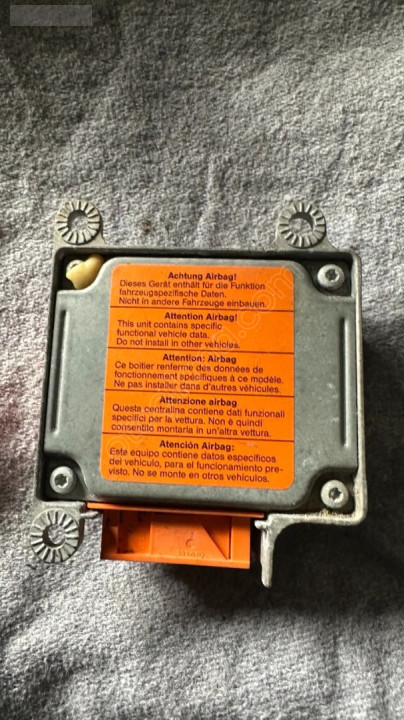 Achtung Airbag!
Dieses Gerät enthält für die Funktion
fahrzeugspezifische Daten.
Nicht in andere Fahrzeuge einbauen.
Attention Airbag!
This unit contains specific
functional vehicle data.
Do not install in other vehicles.
Attention: Airbag
Ce boitier renferme des données de
fonctionnement spécifiques à ce modèle.
Ne pas installer dans d'autres véhicules.
Attenzione airbag
Questa centralina contiene dati funzionali
specifici per la vettura. Non è quindi
consentito montarla in un'altra vettura.
Atención Airbag:
Este equipo contiene datos específicos
del vehículo, para el funcionamiento pre-
visto. No se monte en otros vehículos.